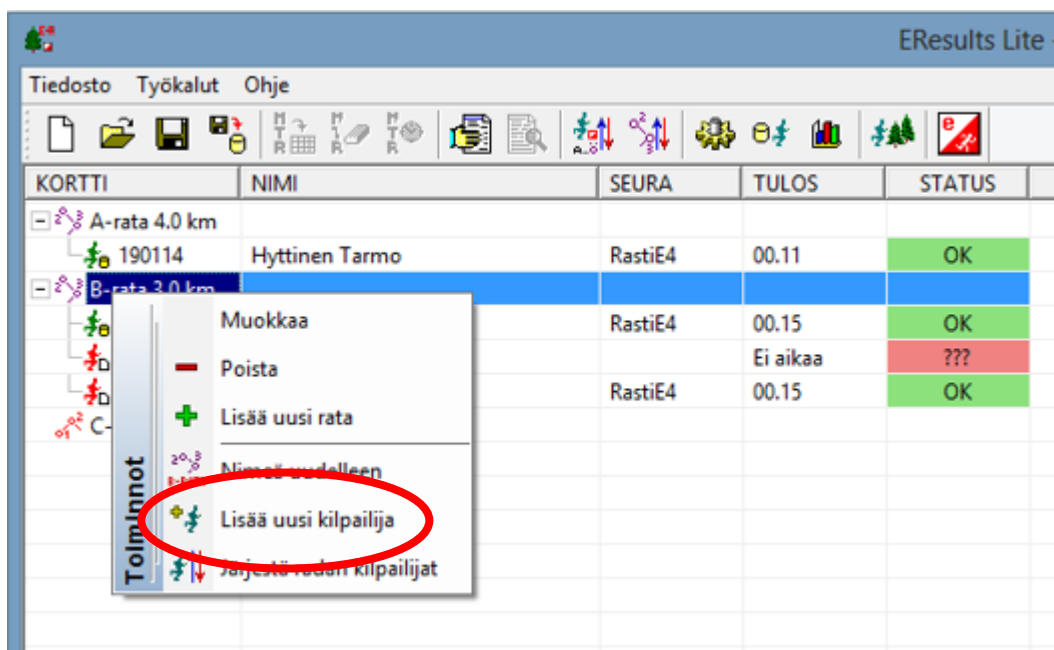 EResults Lite -
Tiedosto Työkalut Ohje
KORTTI NIMI SEURA TULOS STATUS
A-rata 4.0 km
190114 Hyttinen Tarmo RastiE4 00.11 OK
B-rata 3.0 km
RastiE4 00.15 OK
Ei aikaa ???
RastiE4 00.15 OK
C-
Toiminnot
Muokkaa
Poista
Lisää uusi rata
Nimeä uudelleen
Lisää uusi kilpailija
Järjestä radan kilpailijat